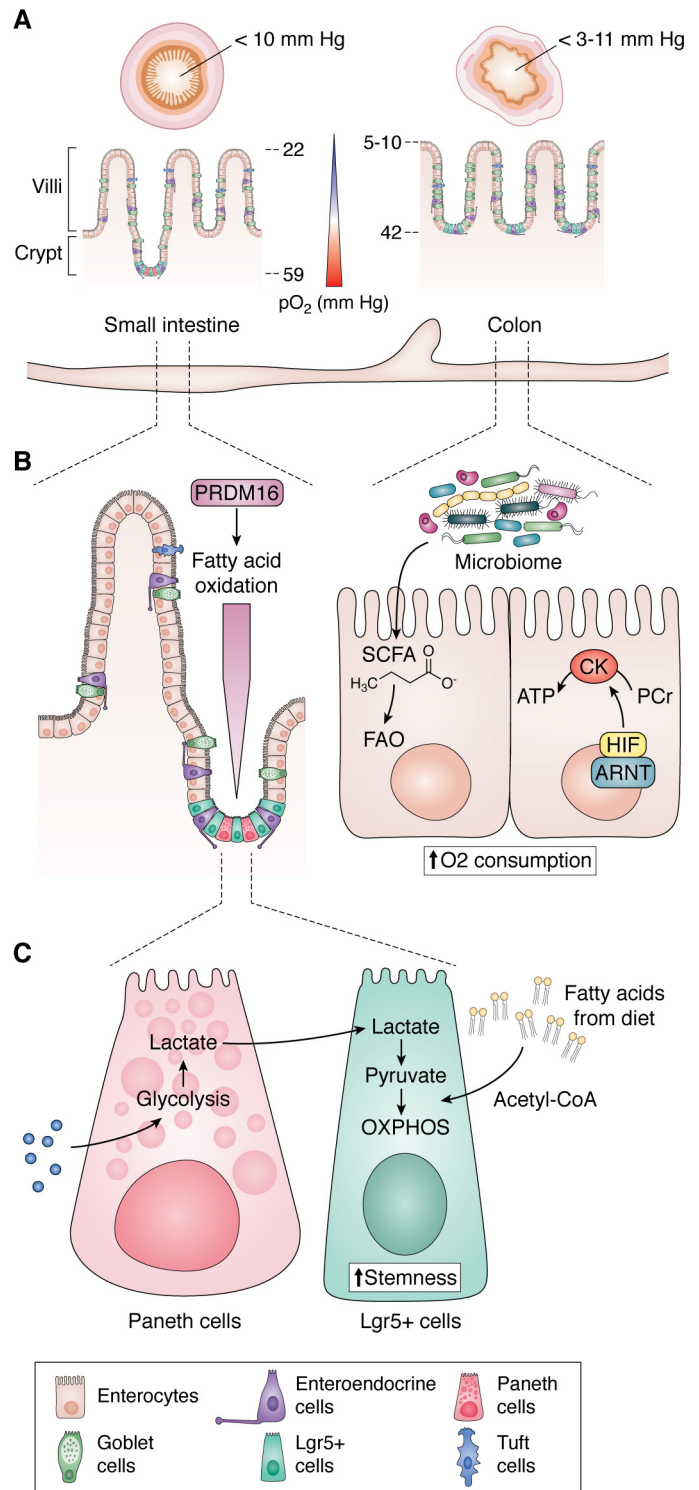 A
< 10 mm Hg
< 3-11 mm Hg
Villi
Crypt
22
59
pO₂ (mm Hg)
5-10
42
Small intestine
Colon
B
PRDM16
Fatty acid
oxidation
Microbiome
SCFA
O
H₃C
O⁻
FAO
CK
ATP
PCr
HIF
ARNT
⬆O2 consumption
C
Lactate
Glycolysis
Lactate
Pyruvate
OXPHOS
Fatty acids
from diet
Acetyl-CoA
⬆Stemness
Paneth cells
Lgr5+ cells
Enterocytes
Enteroendocrine
cells
Paneth
cells
Goblet
cells
Lgr5+
cells
Tuft
cells